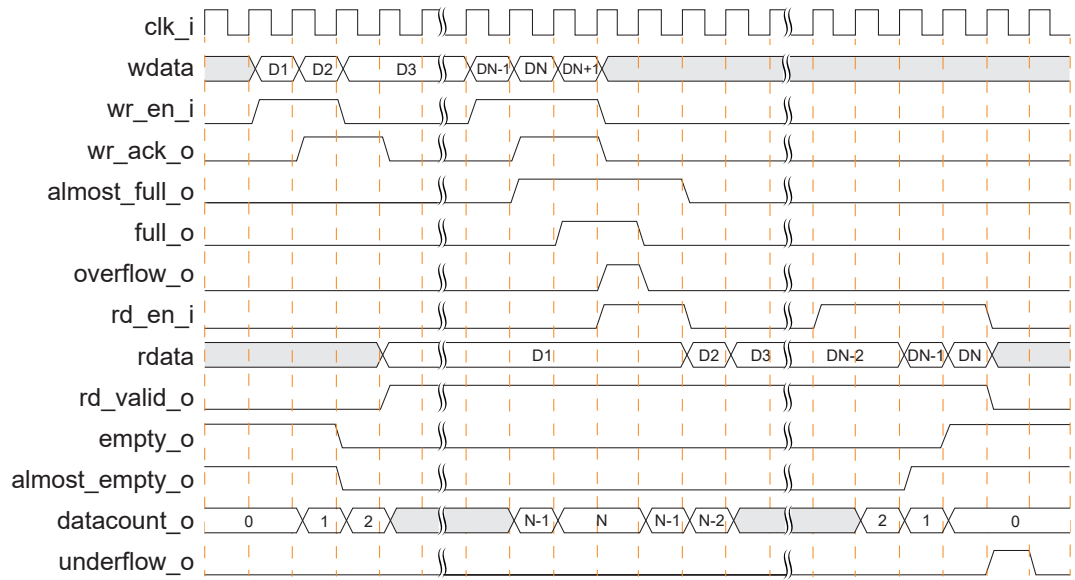 clk_i
wdata D1 D2 D3 DN-1 DN DN+1
wr_en_i
wr_ack_o
almost_full_o
full_o
overflow_o
rd_en_i
rdata D1 D2 D3 DN-2 DN-1 DN
rd_valid_o
empty_o
almost_empty_o
datacount_o 0 1 2 N-1 N N-1 N-2 2 1 0
underflow_o